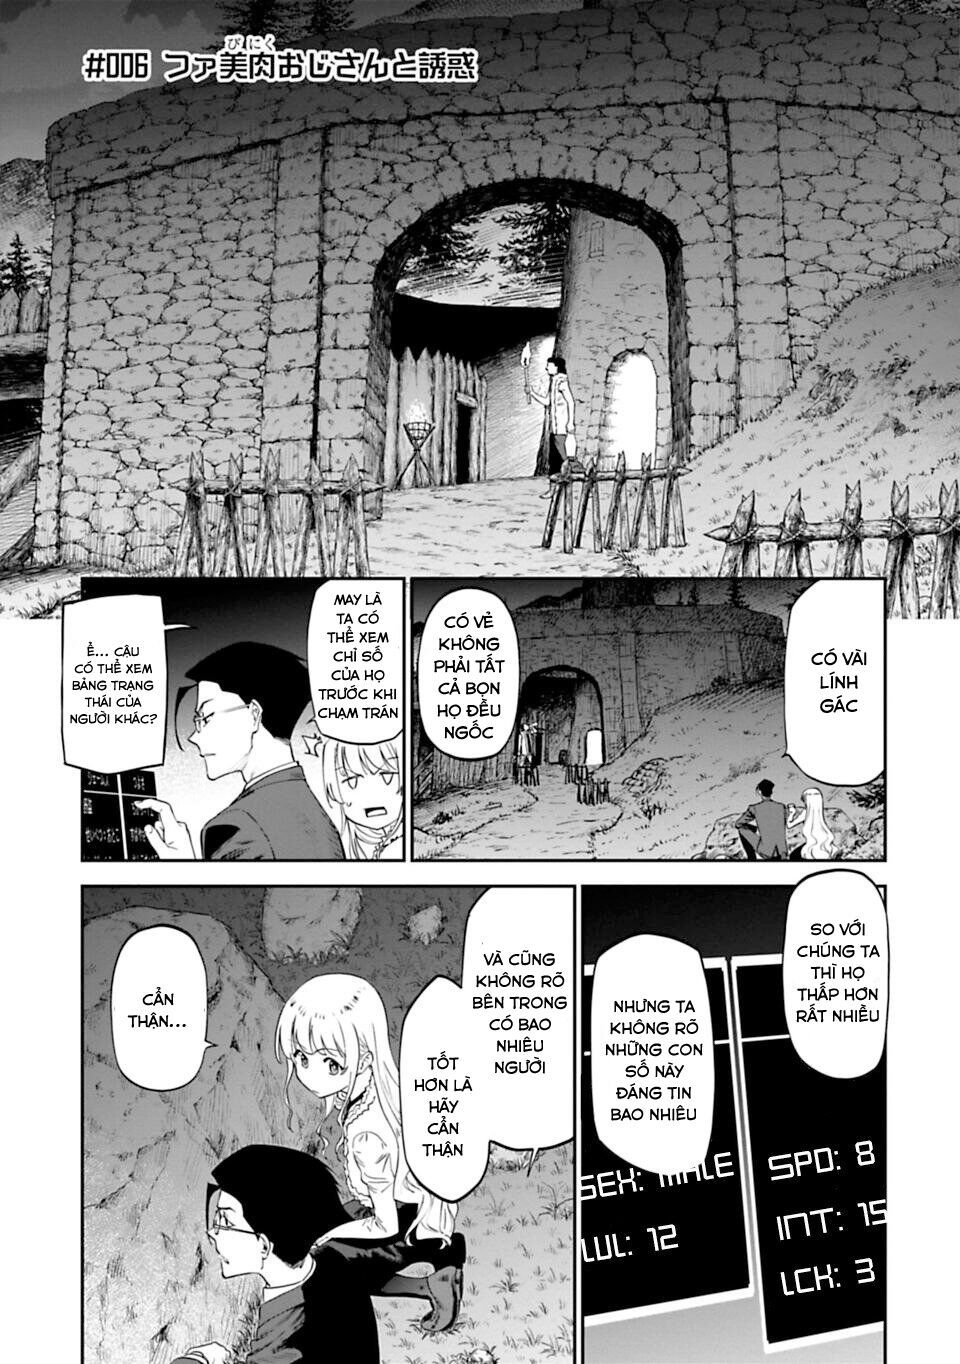 #006 ファ美肉おじさんと誘惑
びにく
CÓ VÀI
LÍNH
GÁC
CÓ VẺ
KHÔNG
PHẢI TẤT
CẢ BỌN
HỌ ĐỀU
NGỐC
MAY LÀ
TA CÓ
THỂ XEM
CHỈ SỐ
CỦA HỌ
TRƯỚC KHI
CHẠM TRÁN
Ể... CẬU
CÓ THỂ XEM
BẢNG TRẠNG
THÁI CỦA
NGƯỜI KHÁC?
SO VỚI
CHÚNG TA
THÌ HỌ
THẤP HƠN
RẤT NHIỀU
NHƯNG TA
KHÔNG RÕ
NHỮNG CON
SỐ NÀY
ĐÁNG TIN
BAO NHIÊU
SEX: MALE
LVL: 12
SPD: 8
INT: 15
LCK: 3
VÀ CŨNG
KHÔNG RÕ
BÊN TRONG
CÓ BAO
NHIÊU
NGƯỜI
TỐT
HƠN LÀ
HÃY
CẨN
THẬN
CẨN
THẬN...